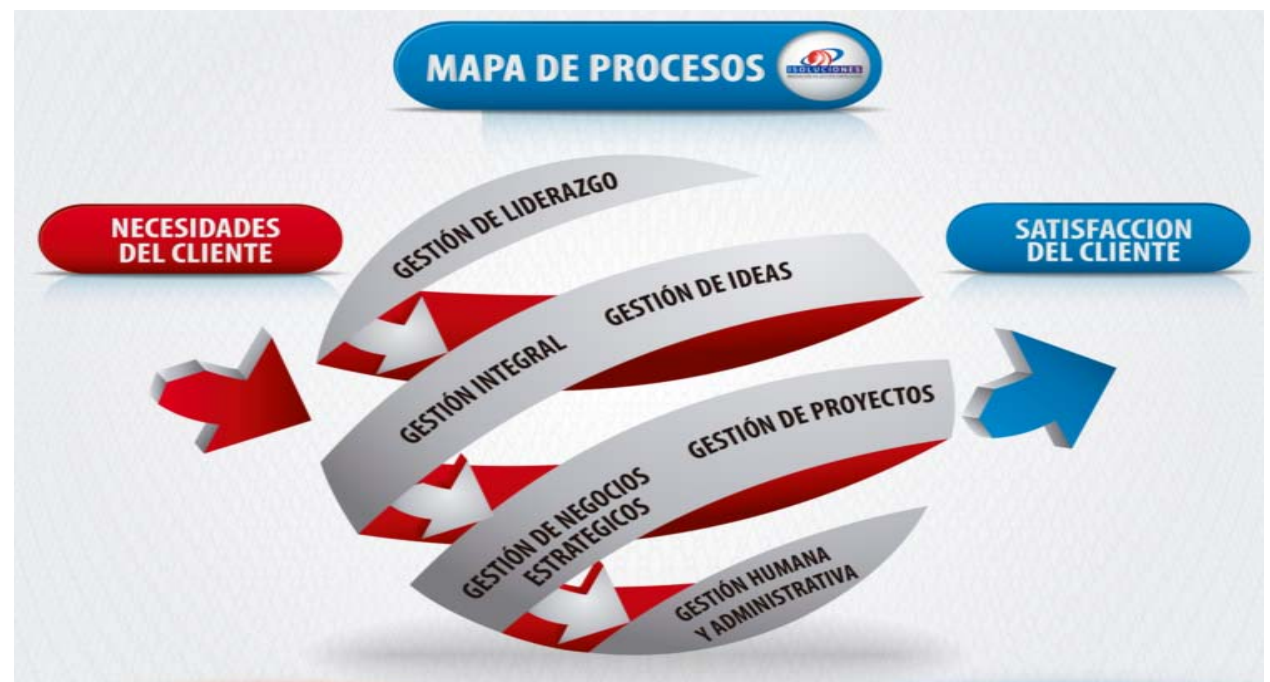 MAPA DE PROCESOS
ISOLUCIONES
NECESIDADES
DEL CLIENTE
SATISFACCION
DEL CLIENTE
GESTIÓN DE LIDERAZGO
GESTIÓN INTEGRAL
GESTIÓN DE IDEAS
GESTIÓN DE NEGOCIOS
ESTRATEGICOS
GESTIÓN DE PROYECTOS
GESTIÓN HUMANA
Y ADMINISTRATIVA